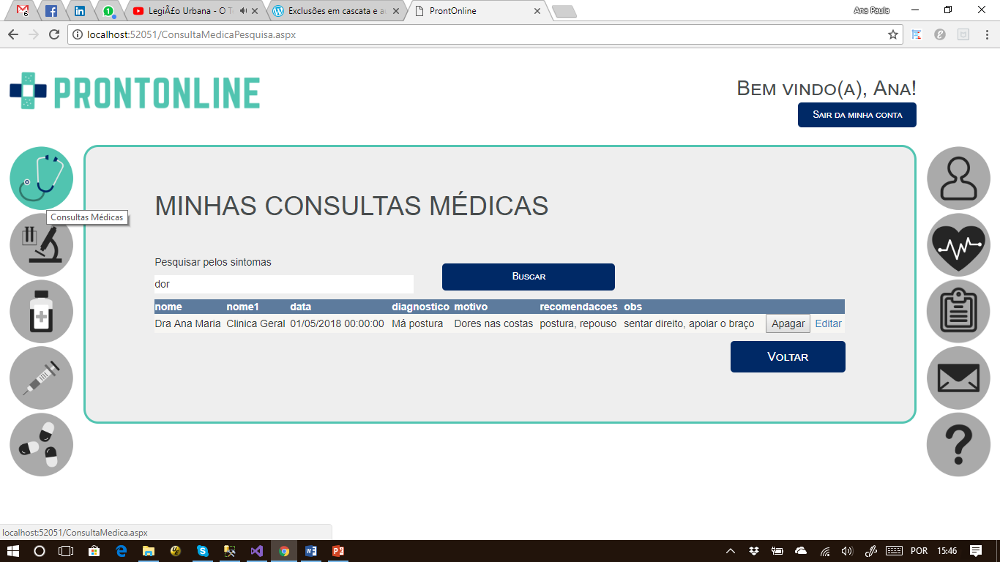 6
1
LegiÃ£o Urbana - O T
Exclusões em cascata e a
ProntOnline
Ana Paula
localhost:52051/ConsultaMedicaPesquisa.aspx
PRONTONLINE
Bem vindo(a), Ana!
Sair da minha conta
MINHAS CONSULTAS MÉDICAS
Consultas Médicas
Pesquisar pelos sintomas
dor
Buscar
nome nome1 data diagnostico motivo recomendacoes obs
Dra Ana Maria Clinica Geral 01/05/2018 00:00:00 Má postura Dores nas costas postura, repouso sentar direito, apoiar o braço Apagar Editar
Voltar
localhost:52051/ConsultaMedica.aspx
POR 15:46